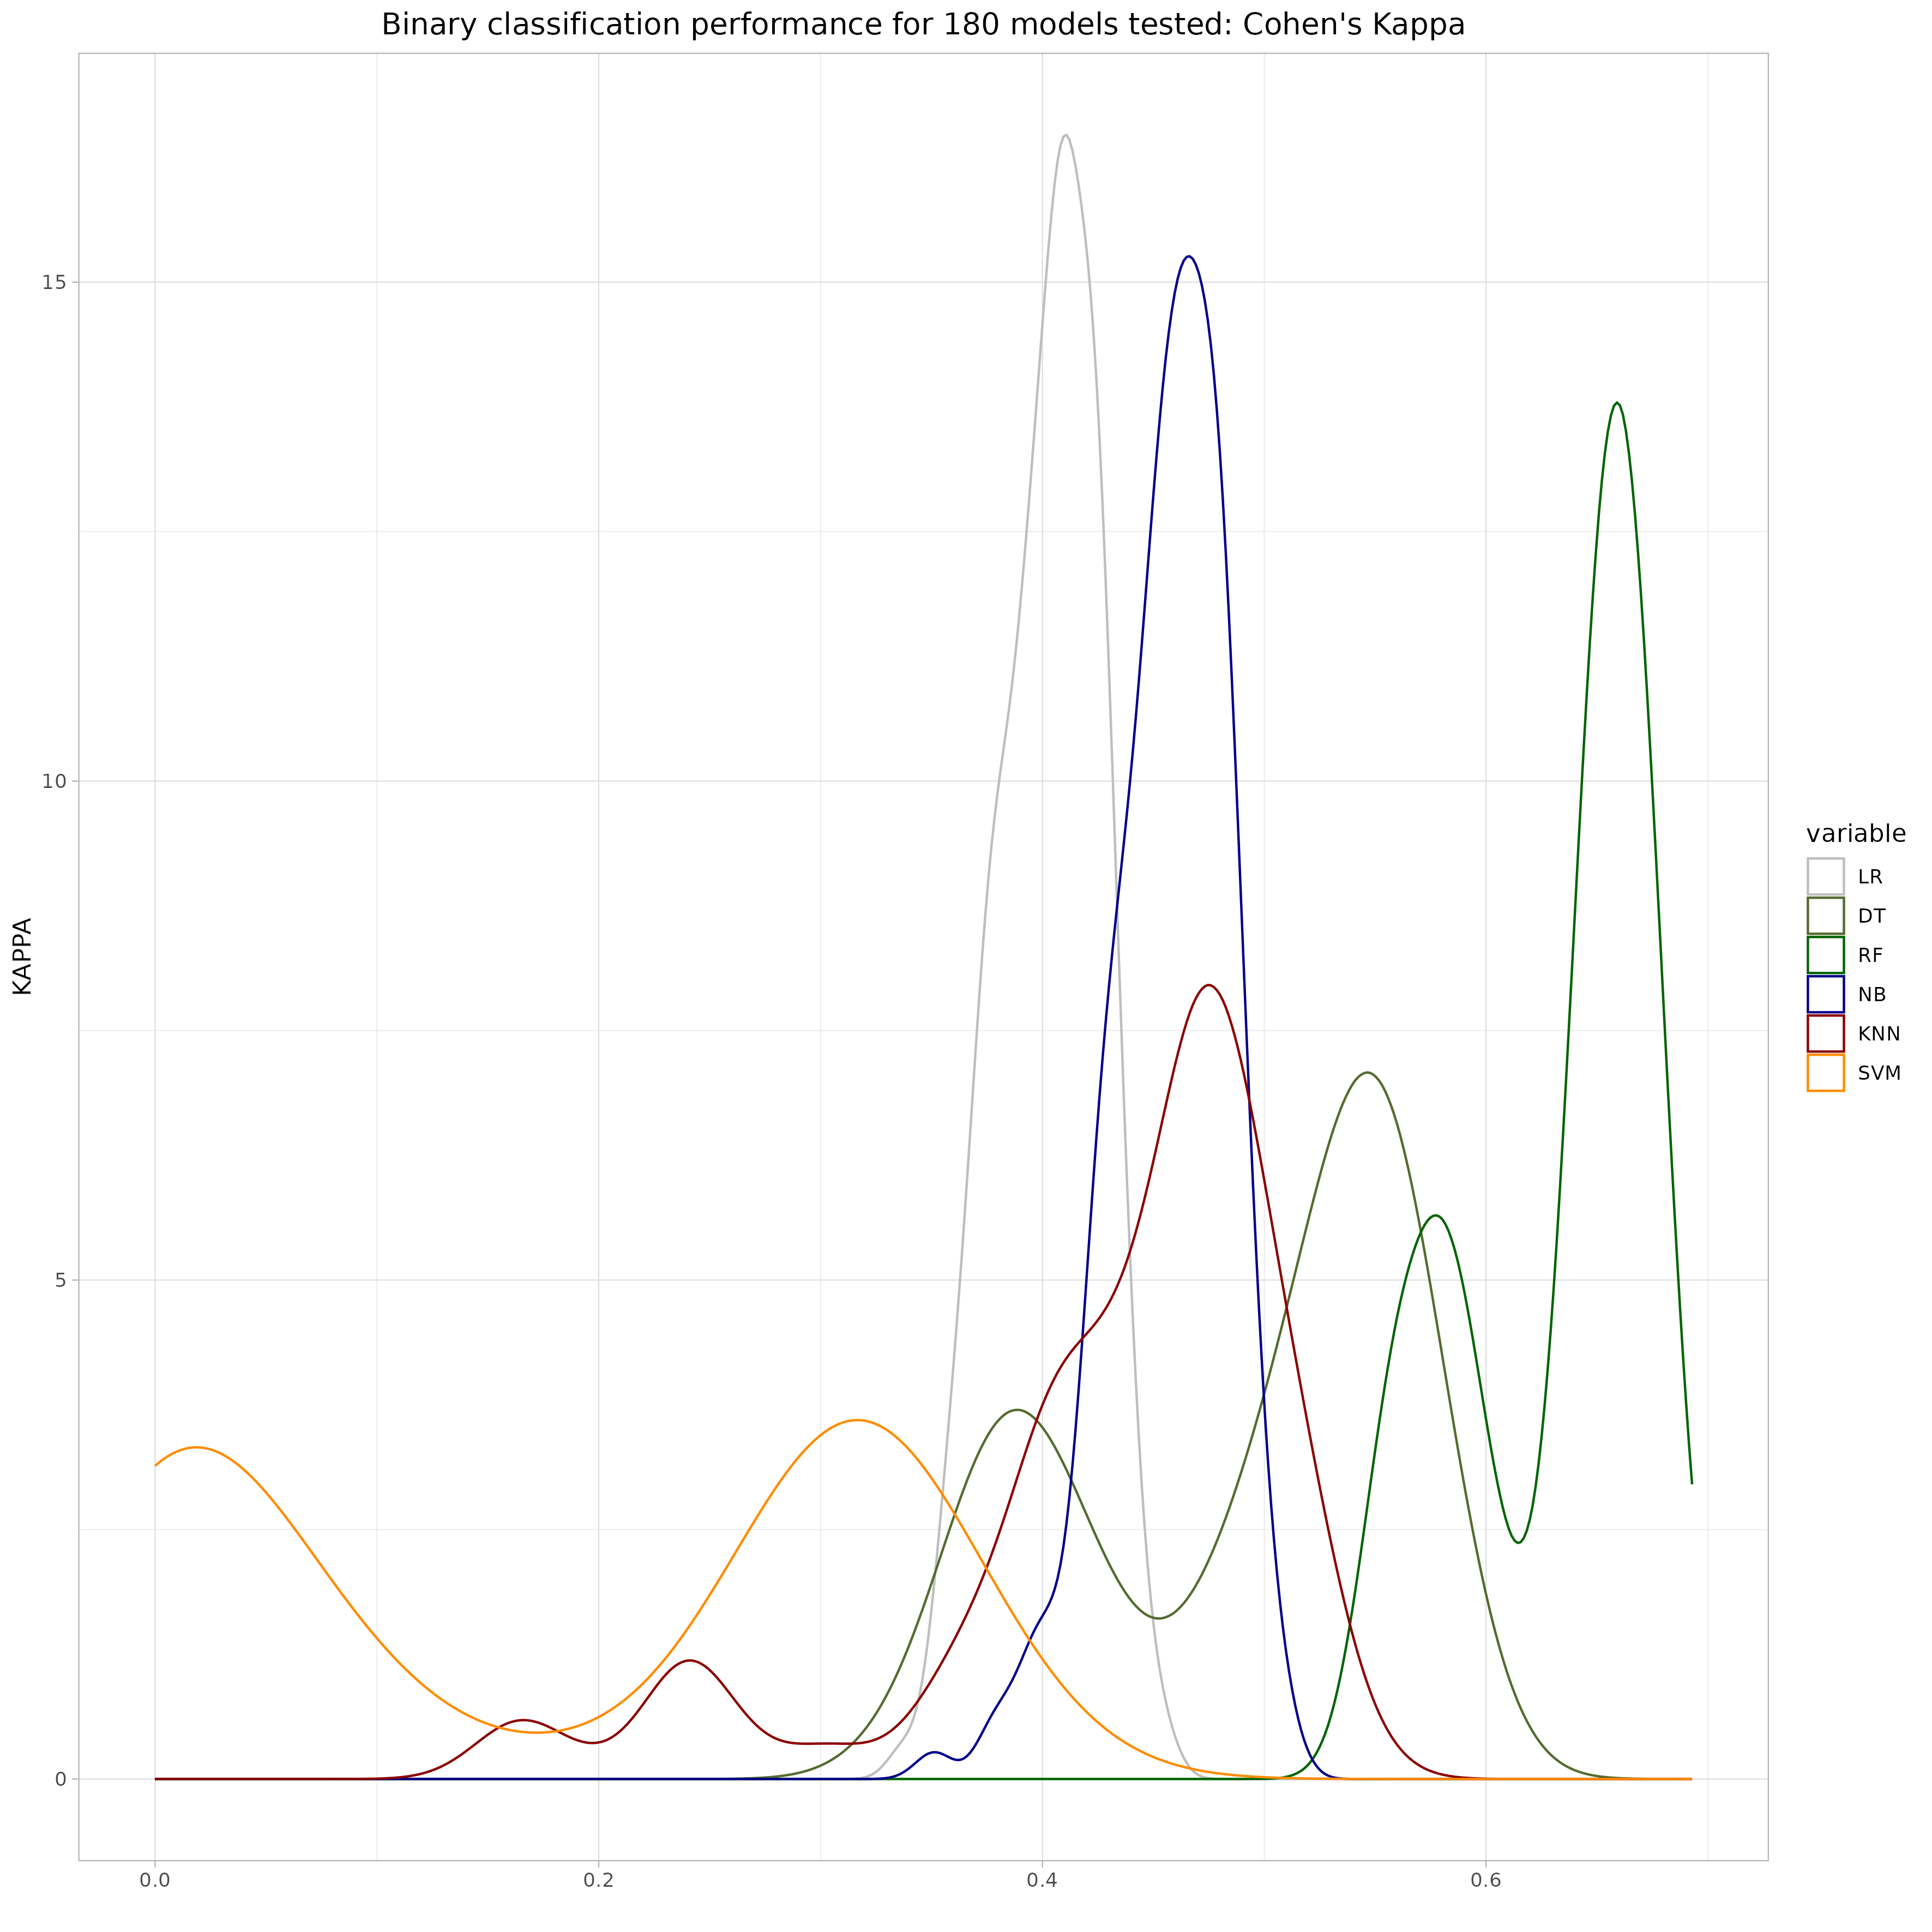 Binary classification performance for 180 models tested: Cohen's Kappa
15
10
5
0
KAPPA
0.0
0.2
0.4
0.6
variable
LR
DT
RF
NB
KNN
SVM